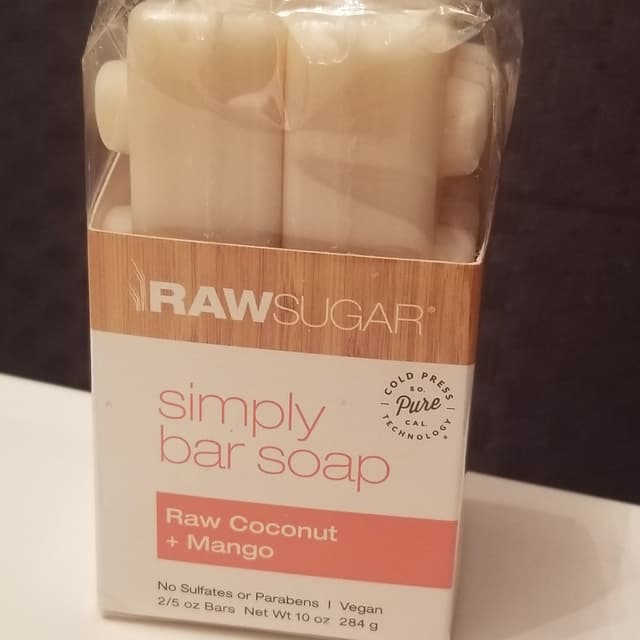 RAWSUGAR®
COLD PRESS
SO.
Pure
CAL.
TECHNOLOGY®
simply
bar soap
Raw Coconut
+ Mango
No Sulfates or Parabens | Vegan
2/5 oz Bars Net Wt 10 oz 284 g